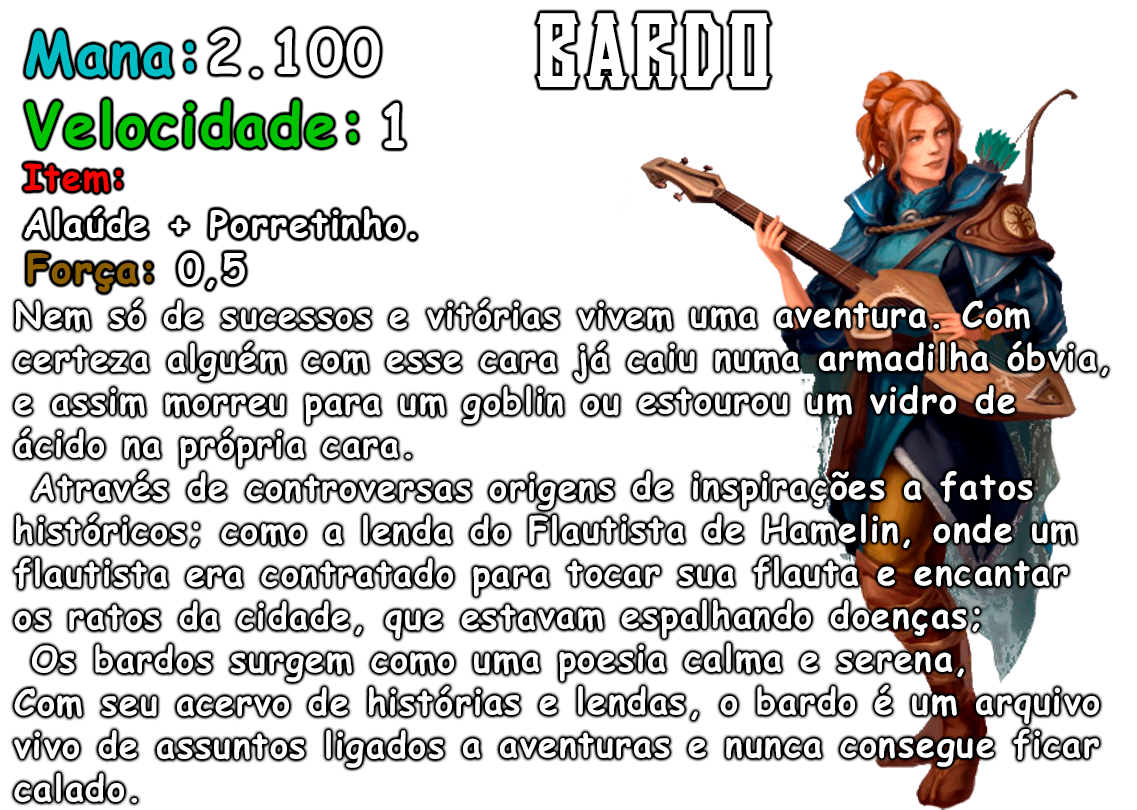 BARDO
Mana: 2.100
Velocidade: 1
Item:
Alaúde + Porretinho.
Força: 0,5
Nem só de sucessos e vitórias vivem uma aventura. Com
certeza alguém com esse cara já caiu numa armadilha óbvia,
e assim morreu para um goblin ou estourou um vidro de
ácido na própria cara.
Através de controversas origens de inspirações a fatos
históricos; como a lenda do Flautista de Hamelin, onde um
flautista era contratado para tocar sua flauta e encantar
os ratos da cidade, que estavam espalhando doenças;
Os bardos surgem como uma poesia calma e serena,
Com seu acervo de histórias e lendas, o bardo é um arquivo
vivo de assuntos ligados a aventuras e nunca consegue ficar
calado.